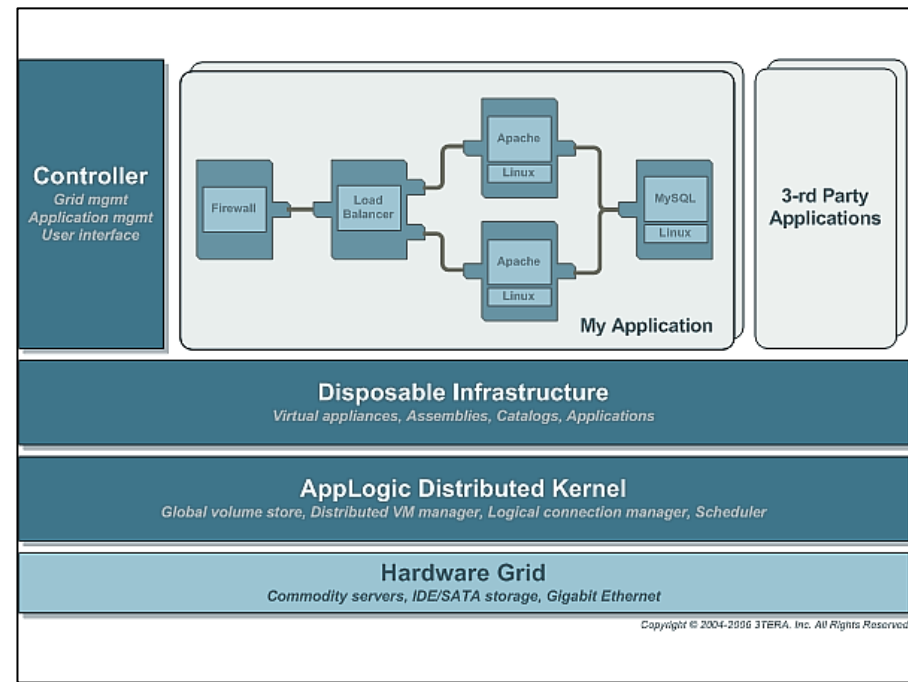 Controller
Grid mgmt
Application mgmt
User interface
Firewall
Load
Balancer
Apache
Linux
Apache
Linux
MySQL
Linux
My Application
3-rd Party
Applications
Disposable Infrastructure
Virtual appliances, Assemblies, Catalogs, Applications
AppLogic Distributed Kernel
Global volume store, Distributed VM manager, Logical connection manager, Scheduler
Hardware Grid
Commodity servers, IDE/SATA storage, Gigabit Ethernet
Copyright © 2004-2006 3TERA. Inc. All Rights Reserved